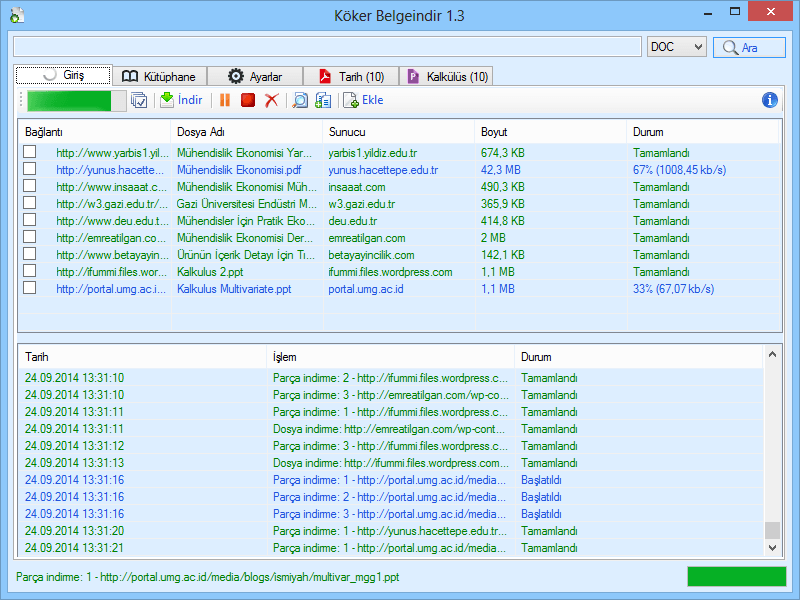 Köker Belgeindir 1.3
DOC Ara
Giriş Kütüphane Ayarlar Tarih (10) Kalkülüs (10)
İndir Ekle
Bağlantı Dosya Adı Sunucu Boyut Durum
http://www.yarbis1.yil... Mühendislik Ekonomisi Yar... yarbis1.yildiz.edu.tr 674,3 KB Tamamlandı
http://yunus.hacette... Mühendislik Ekonomisi.pdf yunus.hacettepe.edu.tr 42,3 MB 67% (1008,45 kb/s)
http://www.insaaat.c... Mühendislik Ekonomisi Müh... insaaat.com 490,3 KB Tamamlandı
http://w3.gazi.edu.tr/... Gazi Üniversitesi Endüstri M... w3.gazi.edu.tr 365,9 KB Tamamlandı
http://www.deu.edu.t... Mühendisler İçin Pratik Eko... deu.edu.tr 414,8 KB Tamamlandı
http://emreatilgan.co... Mühendislik Ekonomisi Der... emreatilgan.com 2 MB Tamamlandı
http://www.betayayin... Ürünün İçerik Detayı İçin Tı... betayayincilik.com 142,1 KB Tamamlandı
http://ifummi.files.wor... Kalkulus 2.ppt ifummi.files.wordpress.com 1,1 MB Tamamlandı
http://portal.umg.ac.i... Kalkulus Multivariate.ppt portal.umg.ac.id 1,1 MB 33% (67,07 kb/s)
Tarih İşlem Durum
24.09.2014 13:31:10 Parça indirme: 2 - http://ifummi.files.wordpress.c... Tamamlandı
24.09.2014 13:31:10 Parça indirme: 3 - http://emreatilgan.com/wp-co... Tamamlandı
24.09.2014 13:31:11 Parça indirme: 1 - http://ifummi.files.wordpress.c... Tamamlandı
24.09.2014 13:31:11 Dosya indirme: http://emreatilgan.com/wp-cont... Tamamlandı
24.09.2014 13:31:12 Parça indirme: 3 - http://ifummi.files.wordpress.c... Tamamlandı
24.09.2014 13:31:13 Dosya indirme: http://ifummi.files.wordpress.com... Tamamlandı
24.09.2014 13:31:16 Parça indirme: 1 - http://portal.umg.ac.id/media... Başlatıldı
24.09.2014 13:31:16 Parça indirme: 2 - http://portal.umg.ac.id/media... Başlatıldı
24.09.2014 13:31:16 Parça indirme: 3 - http://portal.umg.ac.id/media... Başlatıldı
24.09.2014 13:31:20 Parça indirme: 1 - http://yunus.hacettepe.edu.tr... Tamamlandı
24.09.2014 13:31:21 Parça indirme: 1 - http://portal.umg.ac.id/media... Tamamlandı
Parça indirme: 1 - http://portal.umg.ac.id/media/blogs/ismiyah/multivar_mgg1.ppt